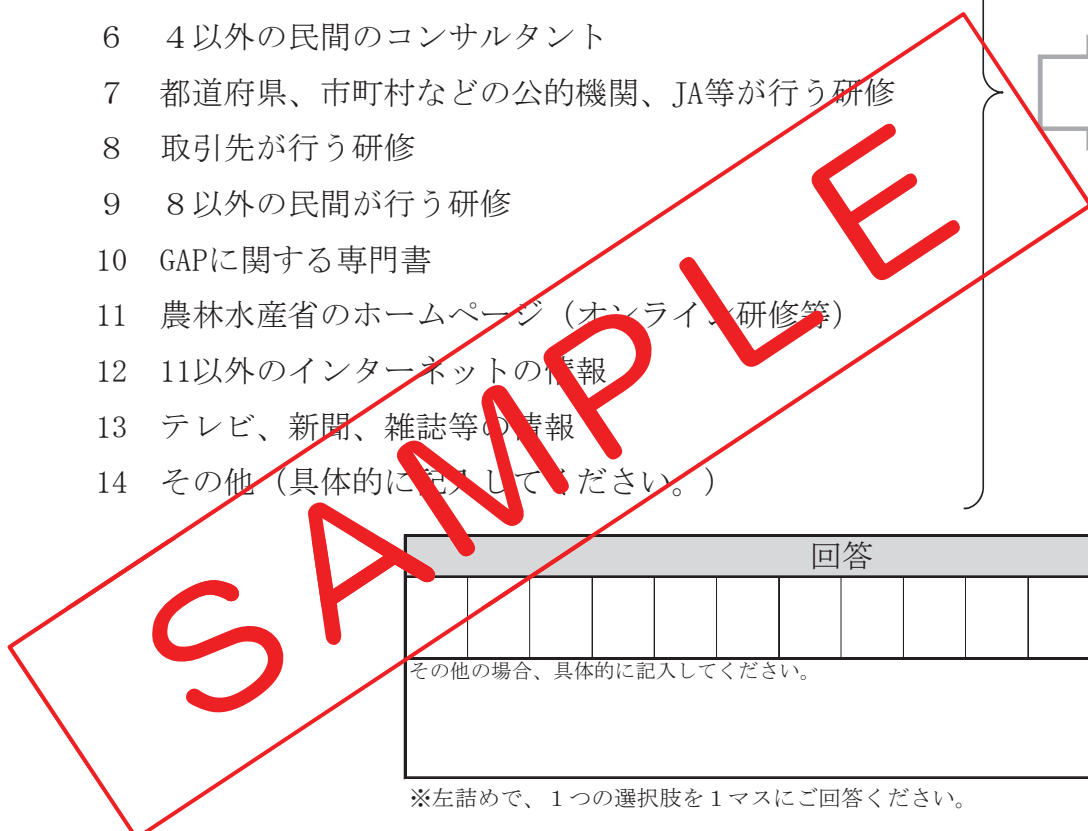 6 ４以外の民間のコンサルタント
7 都道府県、市町村などの公的機関、JA等が行う研修
8 取引先が行う研修
9 ８以外の民間が行う研修
10 GAPに関する専門書
11 農林水産省のホームページ（オンライン研修等）
12 11以外のインターネットの情報
13 テレビ、新聞、雑誌等の情報
14 その他（具体的に記入してください。）
SAMPLE
回答
その他の場合、具体的に記入してください。
※左詰めで、１つの選択肢を１マスにご回答ください。